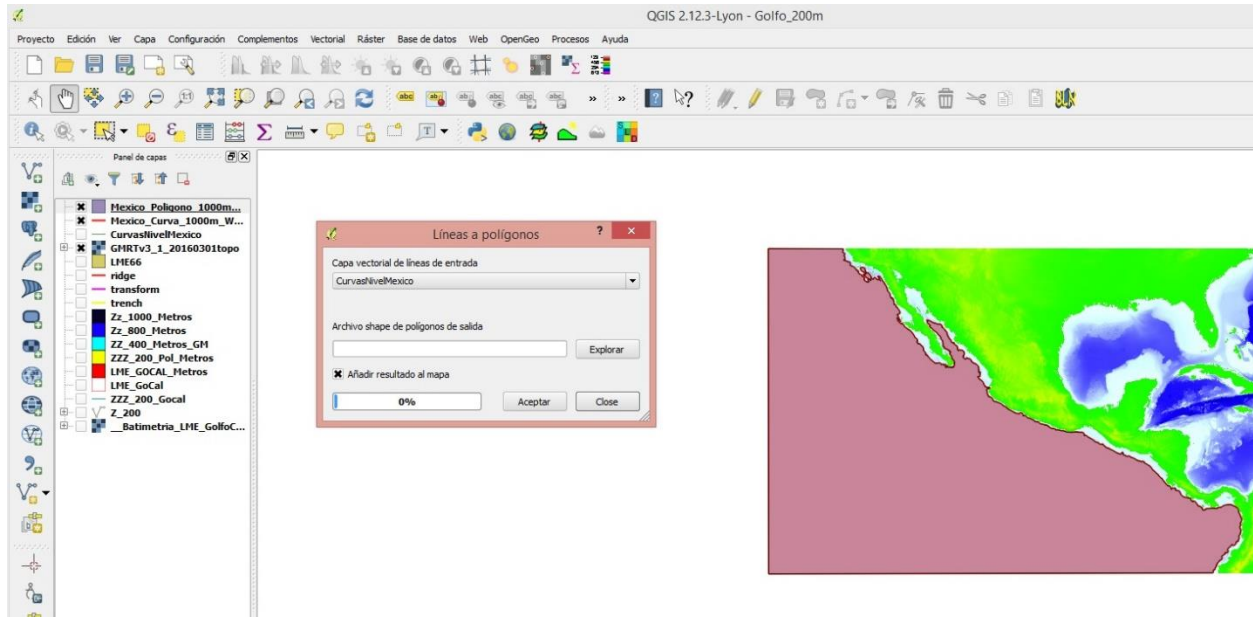 QGIS 2.12.3-Lyon - Golfo_200m
Proyecto Edición Ver Capa Configuración Complementos Vectorial Ráster Base de datos Web OpenGeo Procesos Ayuda
Panel de capas
Mexico_Poligono_1000m...
Mexico_Curva_1000m_W...
CurvasNivelMexico
GMRTv3_1_20160301topo
LME66
ridge
transform
trench
Zz_1000_Metros
Zz_800_Metros
ZZ_400_Metros_GM
ZZZ_200_Pol_Metros
LME_GOCAL_Metros
LME_GoCal
ZZZ_200_Gocal
Z_200
__Batimetria_LME_GolfoC...
Líneas a polígonos
Capa vectorial de líneas de entrada
CurvasNivelMexico
Archivo shape de polígonos de salida
Explorar
Añadir resultado al mapa
0% Aceptar Close